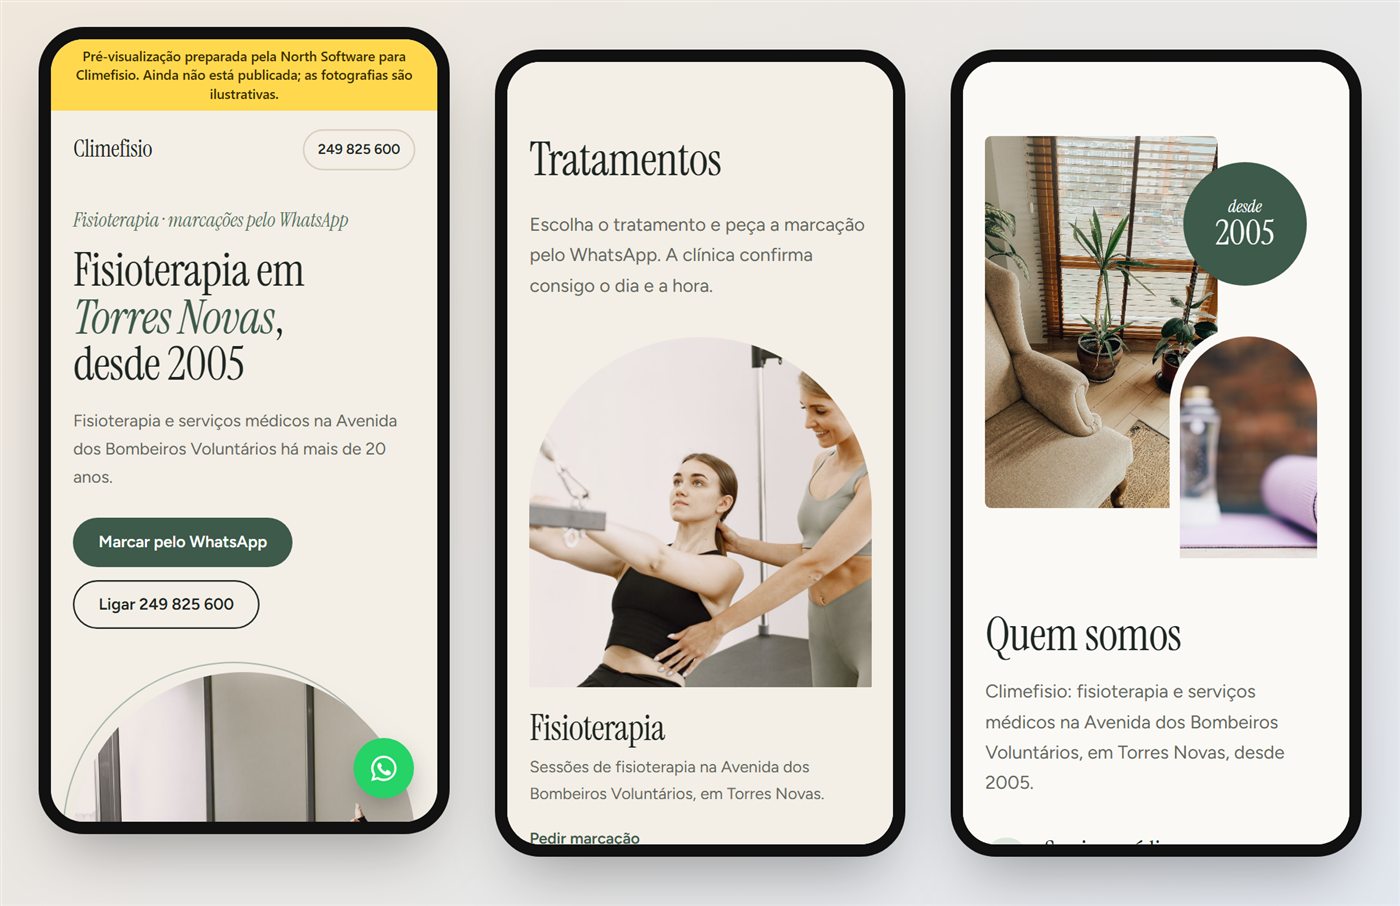 Pré-visualização preparada pela North Software para
Climefisio. Ainda não está publicada; as fotografias são
ilustrativas.
Climefisio
249 825 600
Fisioterapia · marcações pelo WhatsApp
Fisioterapia em
Torres Novas,
desde 2005
Fisioterapia e serviços médicos na Avenida
dos Bombeiros Voluntários há mais de 20
anos.
Marcar pelo WhatsApp
Ligar 249 825 600
Tratamentos
Escolha o tratamento e peça a marcação
pelo WhatsApp. A clínica confirma
consigo o dia e a hora.
Fisioterapia
Sessões de fisioterapia na Avenida dos
Bombeiros Voluntários, em Torres Novas.
Pedir marcação
desde
2005
Quem somos
Climefisio: fisioterapia e serviços
médicos na Avenida dos Bombeiros
Voluntários, em Torres Novas, desde
2005.